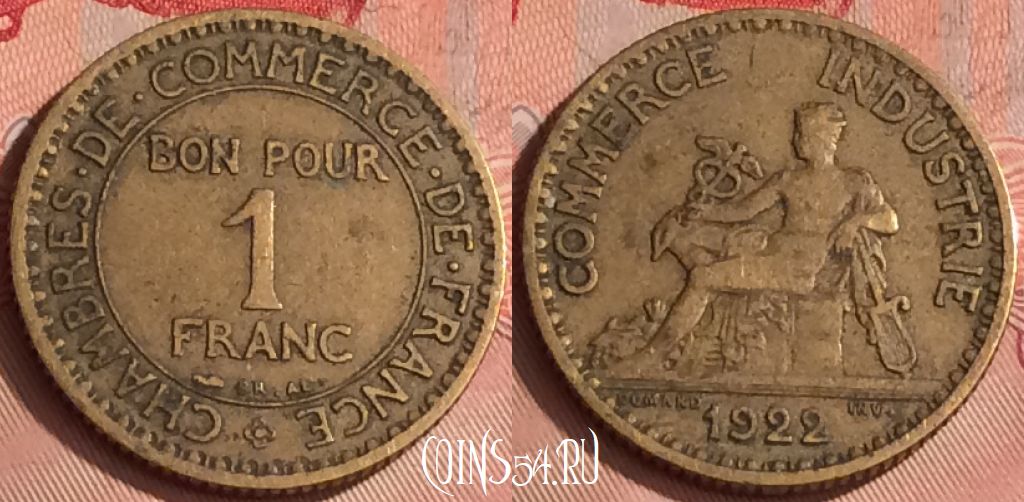 CHAMBRES · DE · COMMERCE · DE · FRANCE
BON POUR
1
FRANC
COMMERCE INDUSTRIE
DOMARD INV.
1922
COINS54.RU